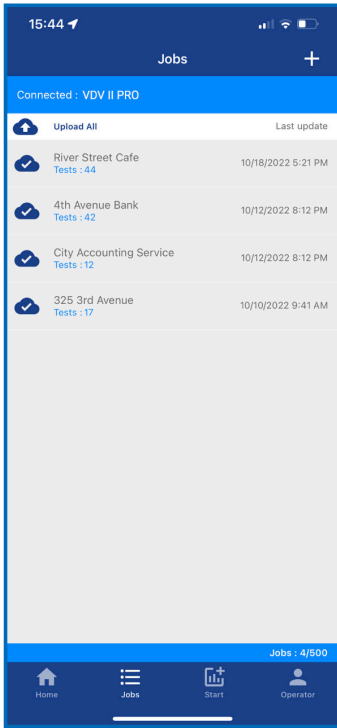 15:44
Jobs
Connected : VDV II PRO
Upload All Last update
River Street Cafe
Tests : 44
10/18/2022 5:21 PM
4th Avenue Bank
Tests : 42
10/12/2022 8:12 PM
City Accounting Service
Tests : 12
10/12/2022 8:12 PM
325 3rd Avenue
Tests : 17
10/10/2022 9:41 AM
Jobs : 4/500
Home Jobs Start Operator